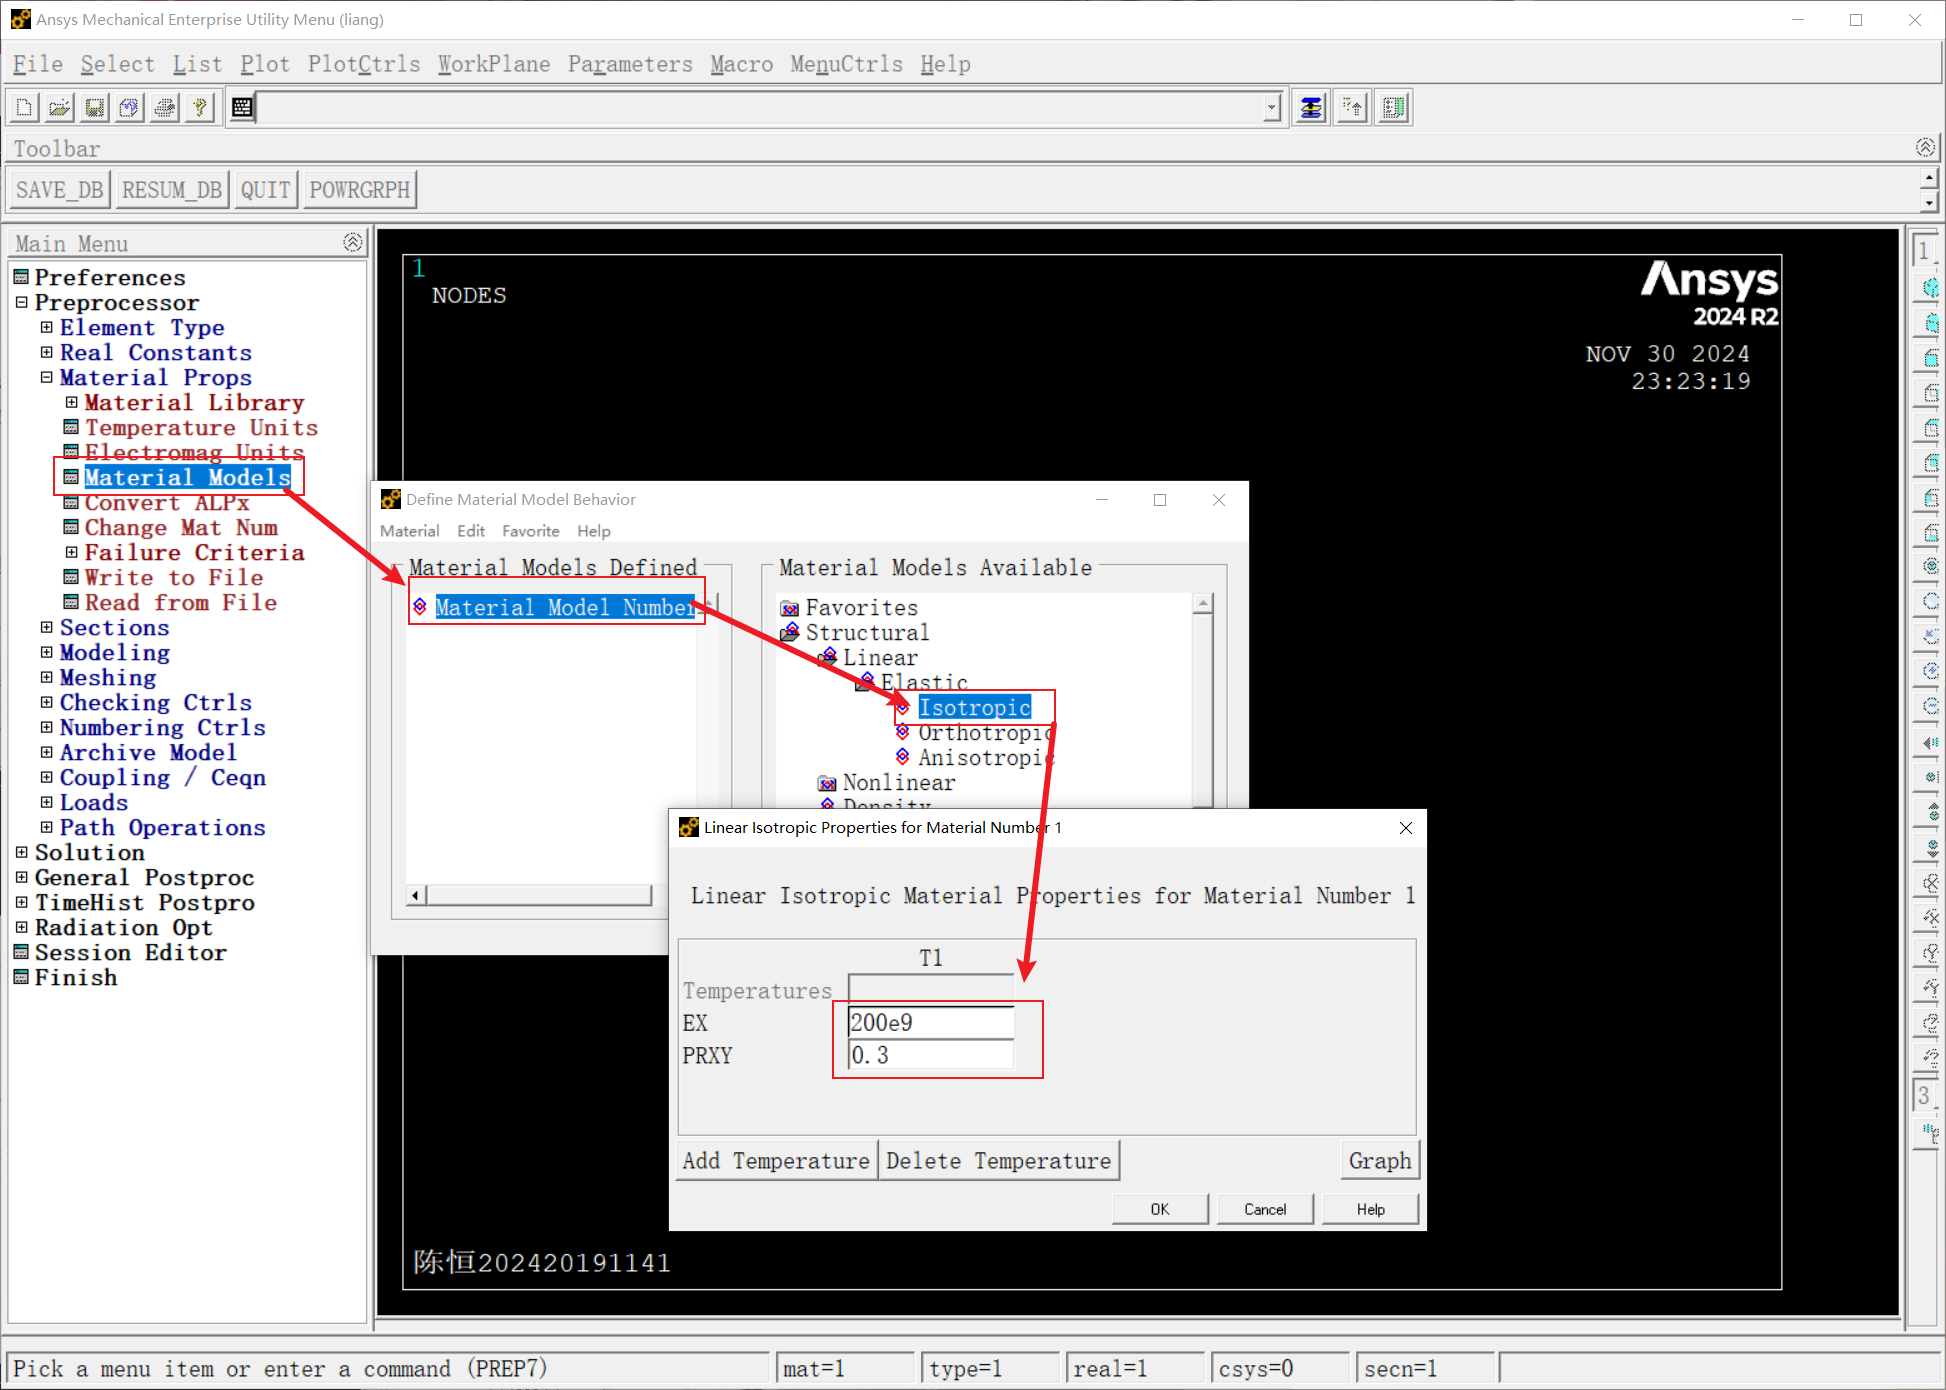 Ansys Mechanical Enterprise Utility Menu (liang)
File Select List Plot PlotCtrls WorkPlane Parameters Macro MenuCtrls Help
Toolbar
SAVE_DB RESUM_DB QUIT POWRGRPH
Main Menu
Preferences
Preprocessor
Element Type
Real Constants
Material Props
Material Library
Temperature Units
Electromag Units
Material Models
Convert ALPx
Change Mat Num
Failure Criteria
Write to File
Read from File
Sections
Modeling
Meshing
Checking Ctrls
Numbering Ctrls
Archive Model
Coupling / Ceqn
Loads
Path Operations
Solution
General Postproc
TimeHist Postpro
Radiation Opt
Session Editor
Finish
1
NODES
Ansys
2024 R2
NOV 30 2024
23:23:19
Define Material Model Behavior
Material Edit Favorite Help
Material Models Defined
Material Model Number
Material Models Available
Favorites
Structural
Linear
Elastic
Isotropic
Orthotropic
Anisotropic
Nonlinear
Density
Linear Isotropic Properties for Material Number 1
Linear Isotropic Material Properties for Material Number 1
T1
Temperatures
EX 200e9
PRXY 0.3
Add Temperature Delete Temperature Graph
OK Cancel Help
陈恒202420191141
1
3
Pick a menu item or enter a command (PREP7) mat=1 type=1 real=1 csys=0 secn=1